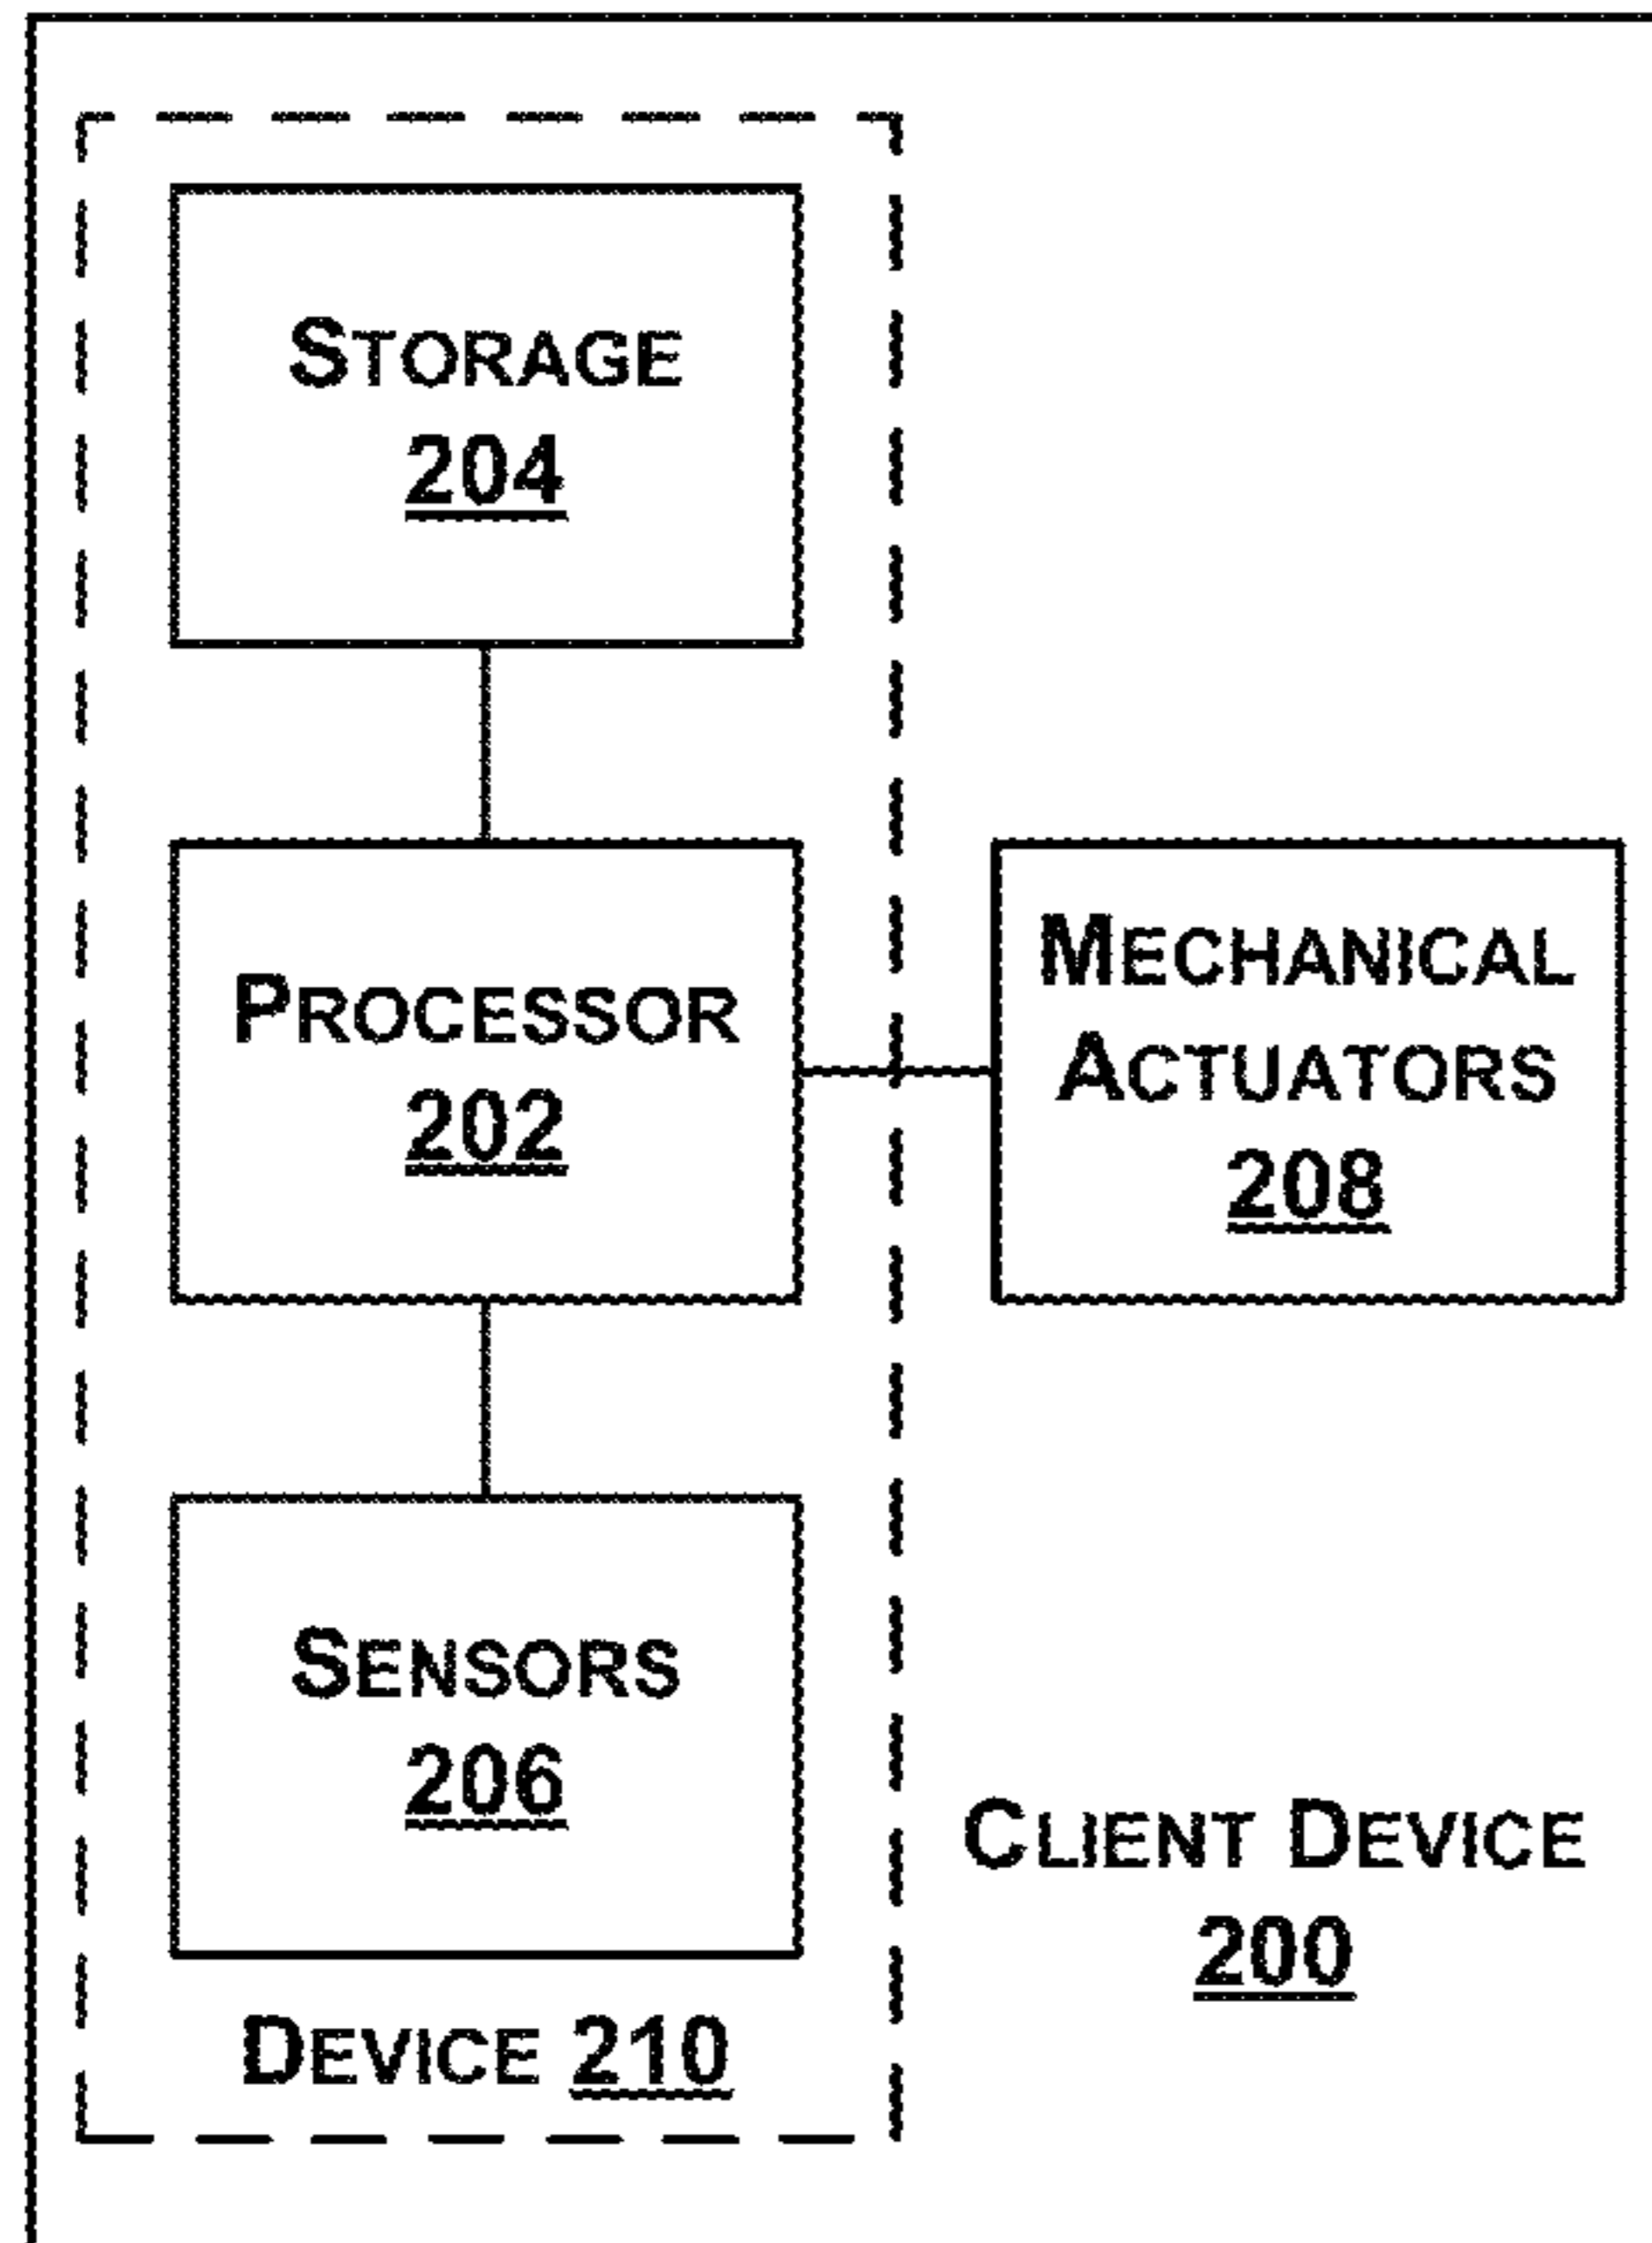 STORAGE
204
PROCESSOR
202
MECHANICAL
ACTUATORS
208
SENSORS
206
CLIENT DEVICE
200
DEVICE 210